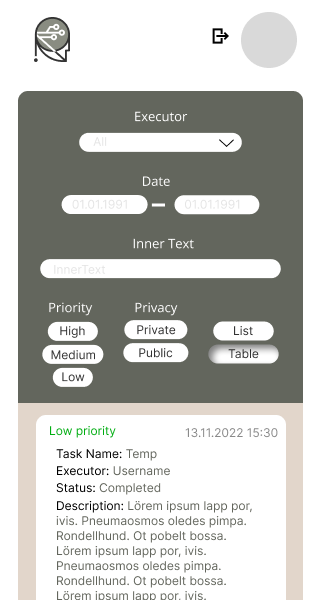 Executor
All
Date
01.01.1991 – 01.01.1991
Inner Text
InnerText
Priority Privacy
High Private List
Medium Public Table
Low
Low priority 13.11.2022 15:30
Task Name: Temp
Executor: Username
Status: Completed
Description: Lörem ipsum lapp por,
ivis. Pneumaosmos oledes pimpa.
Rondellhund. Ot pobelt bossa.
Lörem ipsum lapp por, ivis.
Pneumaosmos oledes pimpa.
Rondellhund. Ot pobelt bossa.
Lörem ipsum lapp por, ivis.